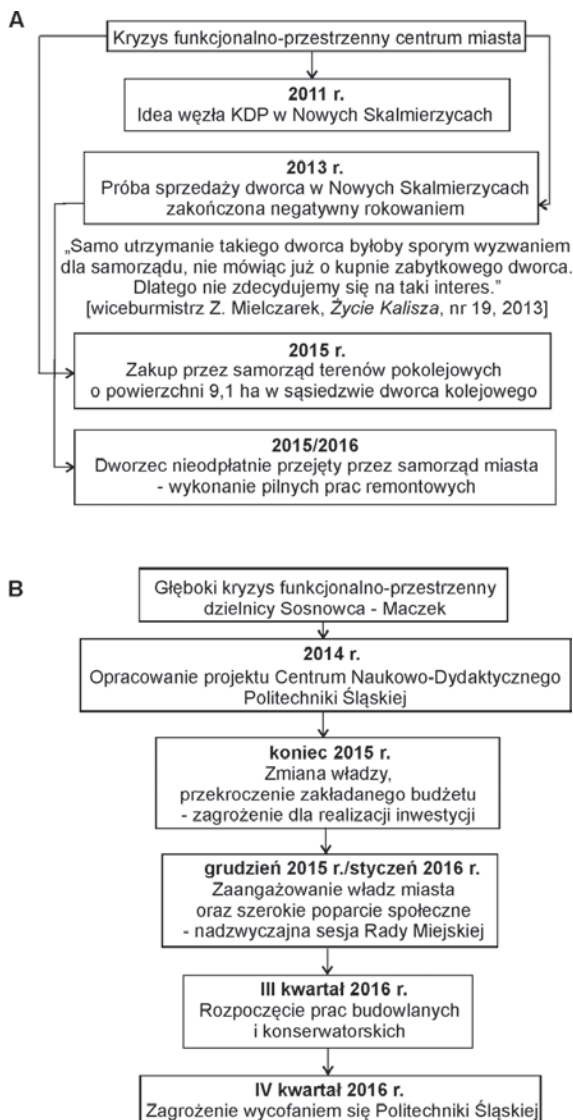 A
Kryzys funkcjonalno-przestrzenny centrum miasta
2011 r.
Idea węzła KDP w Nowych Skalmierzycach
2013 r.
Próba sprzedaży dworca w Nowych Skalmierzycach
zakończona negatywny rokowaniem
„Samo utrzymanie takiego dworca byłoby sporym wyzwaniem
dla samorządu, nie mówiąc już o kupnie zabytkowego dworca.
Dlatego nie zdecydujemy się na taki interes.”
[wiceburmistrz Z. Mielczarek, Życie Kalisza, nr 19, 2013]
2015 r.
Zakup przez samorząd terenów pokolejowych
o powierzchni 9,1 ha w sąsiedzwie dworca kolejowego
2015/2016
Dworzec nieodpłatnie przejęty przez samorząd miasta
- wykonanie pilnych prac remontowych
B
Głęboki kryzys funkcjonalno-przestrzenny
dzielnicy Sosnowca - Maczek
2014 r.
Opracowanie projektu Centrum Naukowo-Dydaktycznego
Politechniki Śląskiej
koniec 2015 r.
Zmiana władzy,
przekroczenie zakładanego budżetu
- zagrożenie dla realizacji inwestycji
grudzień 2015 r./styczeń 2016 r.
Zaangażowanie władz miasta
oraz szerokie poparcie społeczne
- nadzwyczajna sesja Rady Miejskiej
III kwartał 2016 r.
Rozpoczęcie prac budowlanych
i konserwatorskich
IV kwartał 2016 r.
Zagrożenie wycofaniem się Politechniki Śląskiej